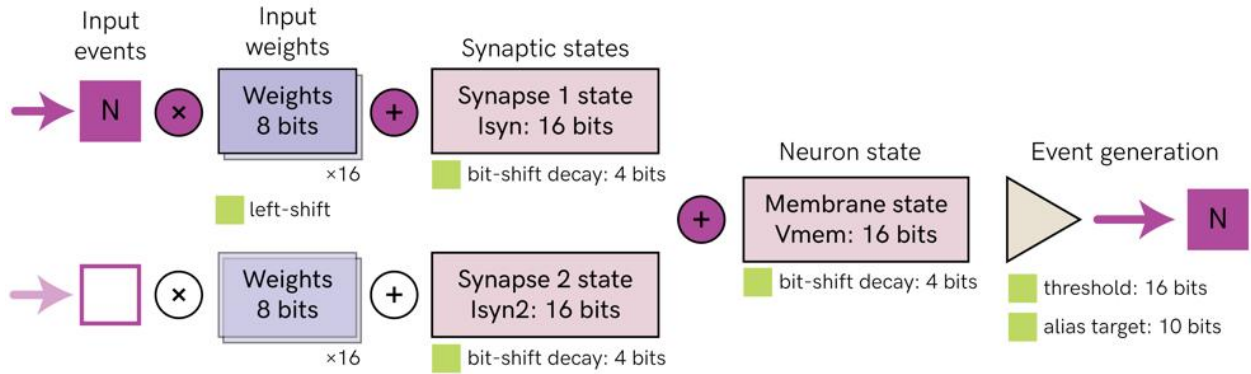 Input
events
Input
weights
Synaptic states
N
×
Weights
8 bits
+
Synapse 1 state
Isyn: 16 bits
×16
bit-shift decay: 4 bits
left-shift
Neuron state
Event generation
+
Membrane state
Vmem: 16 bits
N
bit-shift decay: 4 bits
threshold: 16 bits
alias target: 10 bits
×
Weights
8 bits
+
Synapse 2 state
Isyn2: 16 bits
×16
bit-shift decay: 4 bits